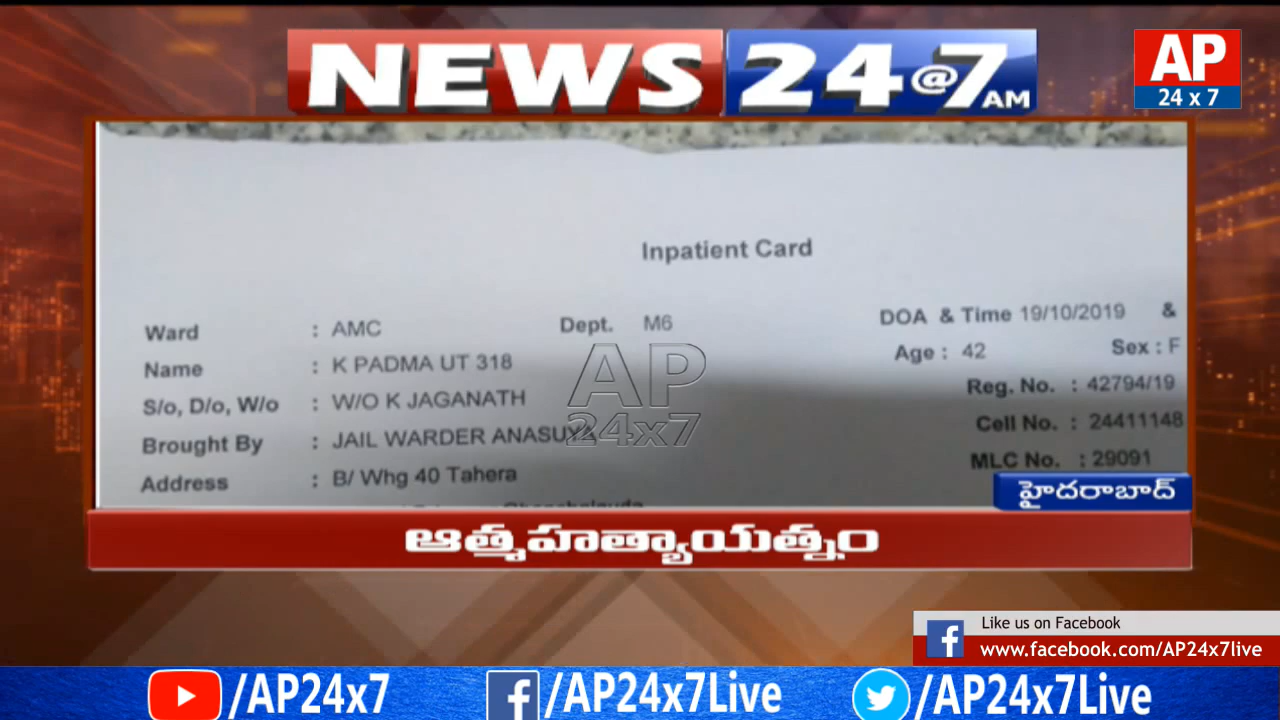 NEWS 24@7AM
AP
24 x 7
Inpatient Card
Ward : AMC Dept. M6 DOA & Time 19/10/2019 &
Name : K PADMA UT 318 Age : 42 Sex : F
S/o, D/o, W/o : W/O K JAGANATH Reg. No. : 42794/19
Brought By : JAIL WARDER ANASUYA Cell No. : 24411148
Address : B/ Whg 40 Tahera MLC No. : 29091
AP
24x7
హైదరాబాద్
ఆత్మహత్యాయత్నం
Like us on Facebook
www.facebook.com/AP24x7live
/AP24x7 /AP24x7Live /AP24x7Live